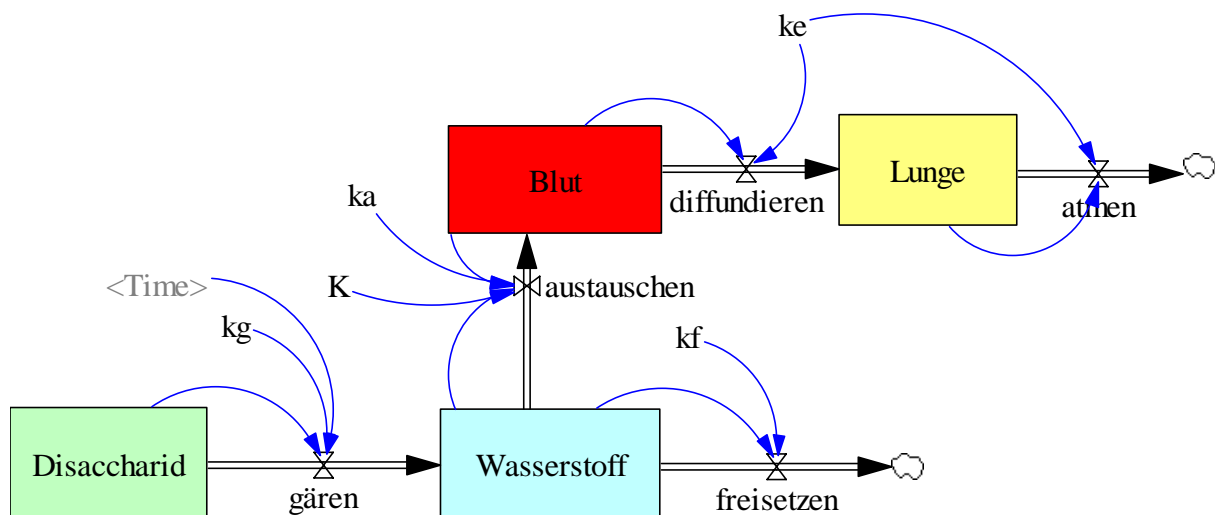 ke
Blut
Lunge
diffundieren
atmen
ka
<Time>
K
austauschen
kg
kf
Disaccharid
Wasserstoff
gären
freisetzen